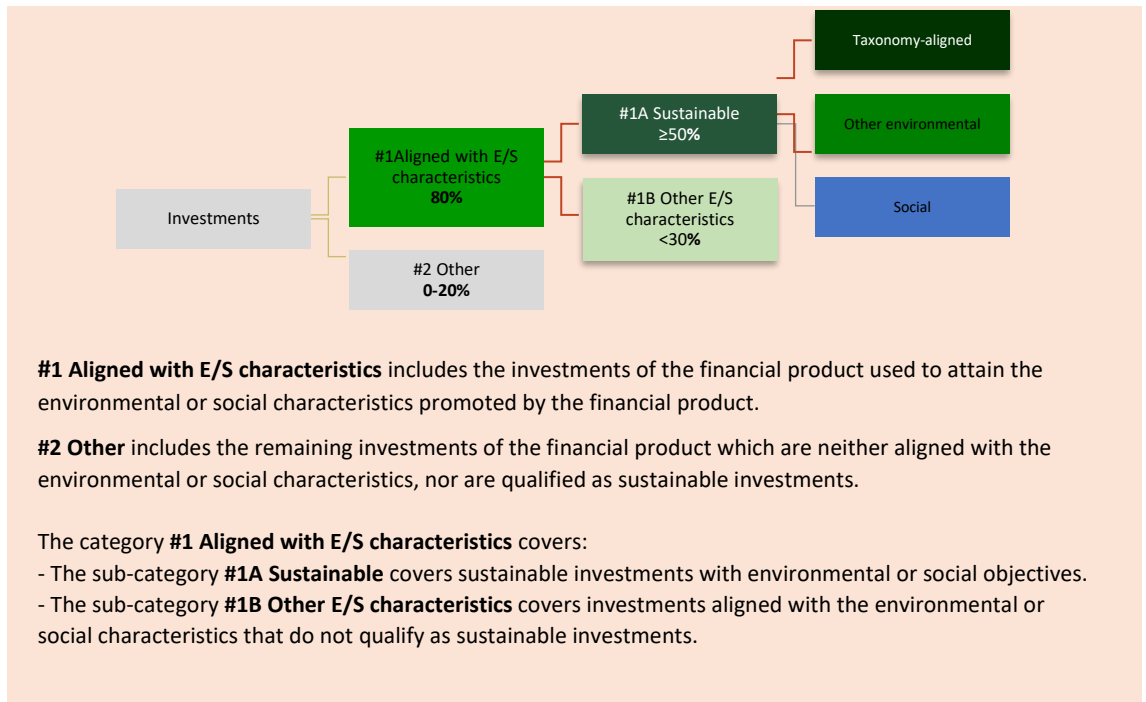 Taxonomy-aligned
#1A Sustainable
≥50%
Other environmental
#1Aligned with E/S
characteristics
80%
#1B Other E/S
characteristics
<30%
Social
Investments
#2 Other
0-20%
#1 Aligned with E/S characteristics includes the investments of the financial product used to attain the
environmental or social characteristics promoted by the financial product.
#2 Other includes the remaining investments of the financial product which are neither aligned with the
environmental or social characteristics, nor are qualified as sustainable investments.
The category #1 Aligned with E/S characteristics covers:
- The sub-category #1A Sustainable covers sustainable investments with environmental or social objectives.
- The sub-category #1B Other E/S characteristics covers investments aligned with the environmental or
social characteristics that do not qualify as sustainable investments.